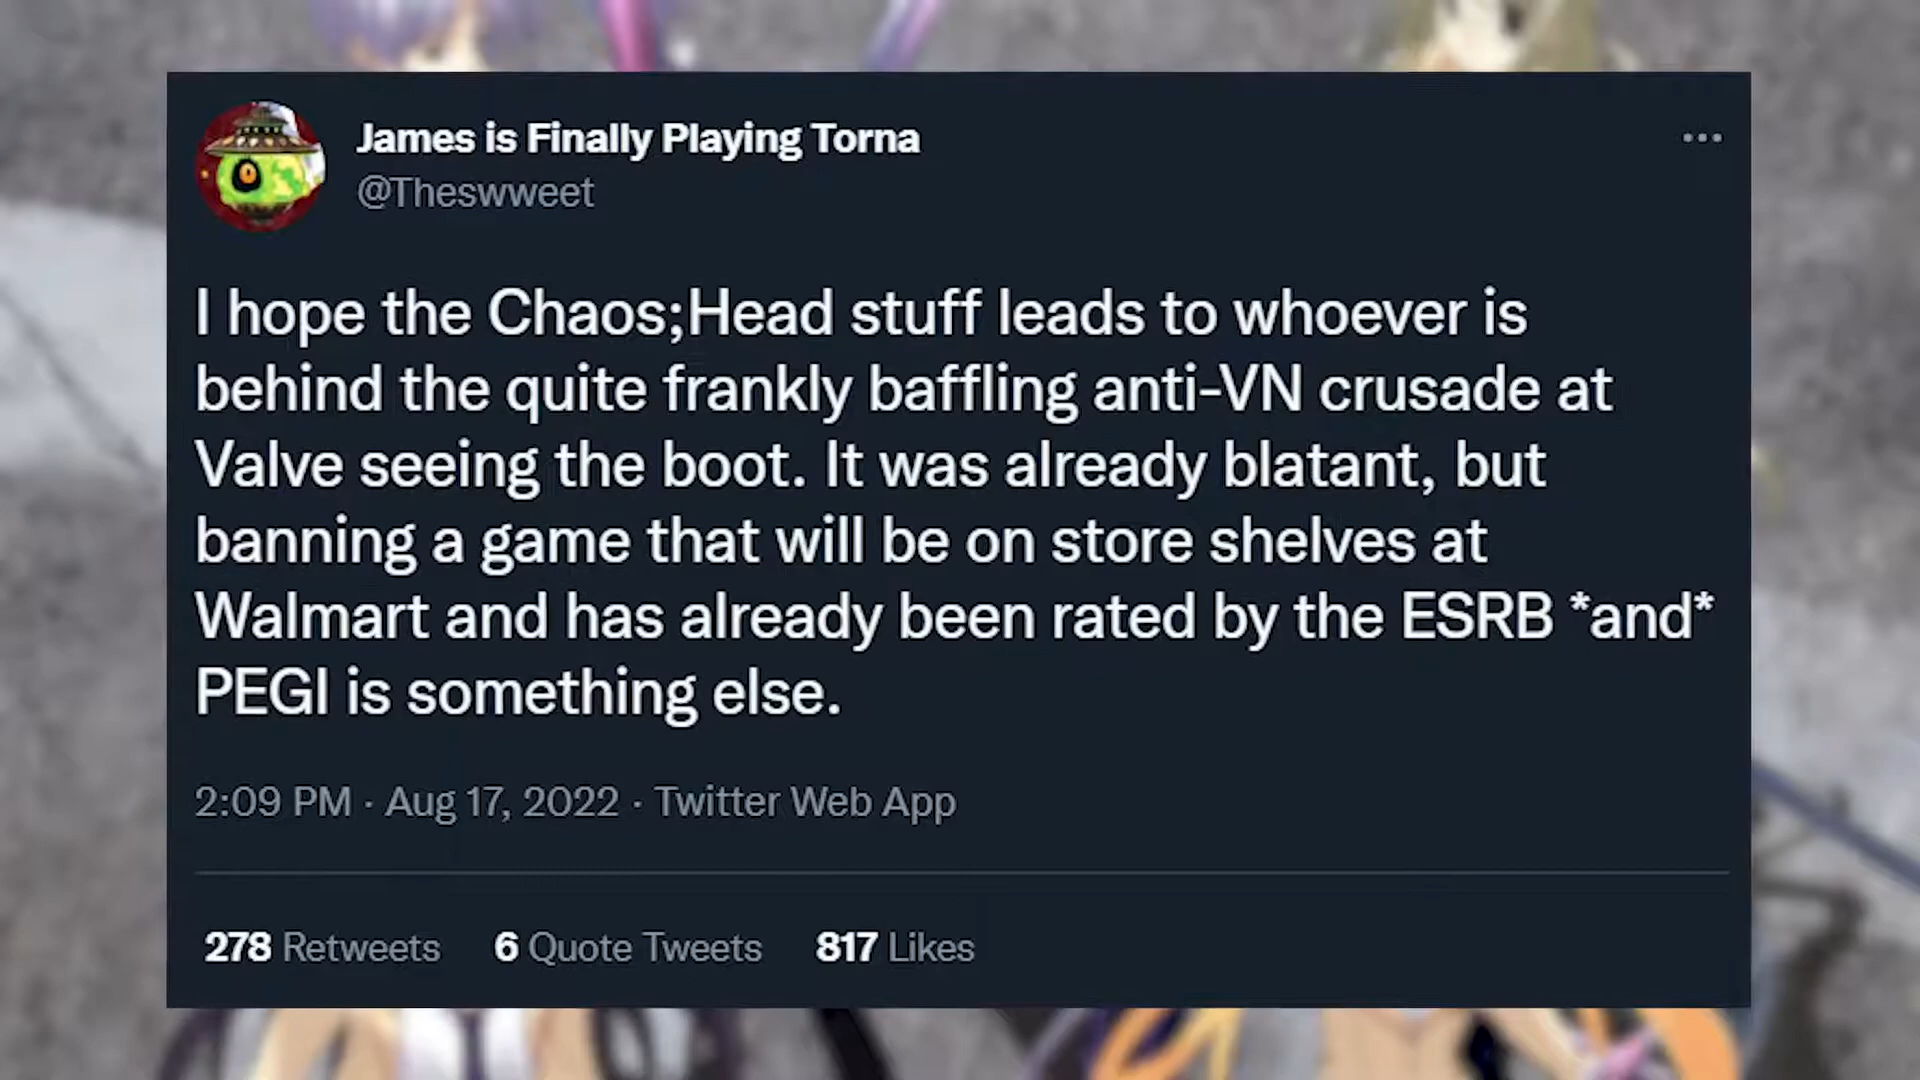 James is Finally Playing Torna
@Theswweet
I hope the Chaos;Head stuff leads to whoever is
behind the quite frankly baffling anti-VN crusade at
Valve seeing the boot. It was already blatant, but
banning a game that will be on store shelves at
Walmart and has already been rated by the ESRB *and*
PEGI is something else.
2:09 PM · Aug 17, 2022 · Twitter Web App
278 Retweets 6 Quote Tweets 817 Likes